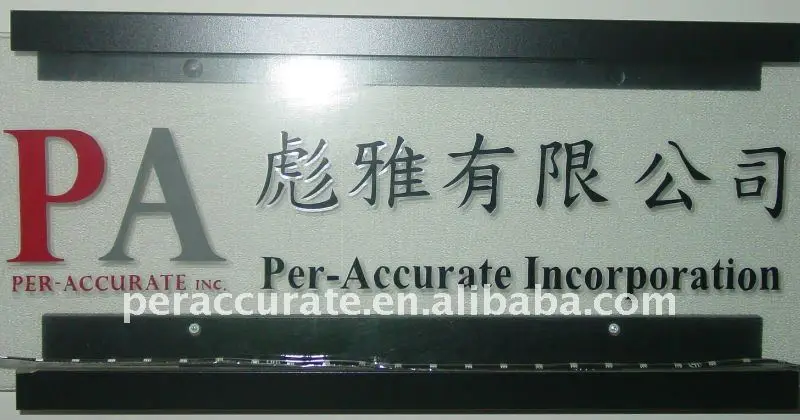 PA
PER-ACCURATE INC.
彪雅有限公司
Per-Accurate Incorporation
peraccurate.en.alibaba.com